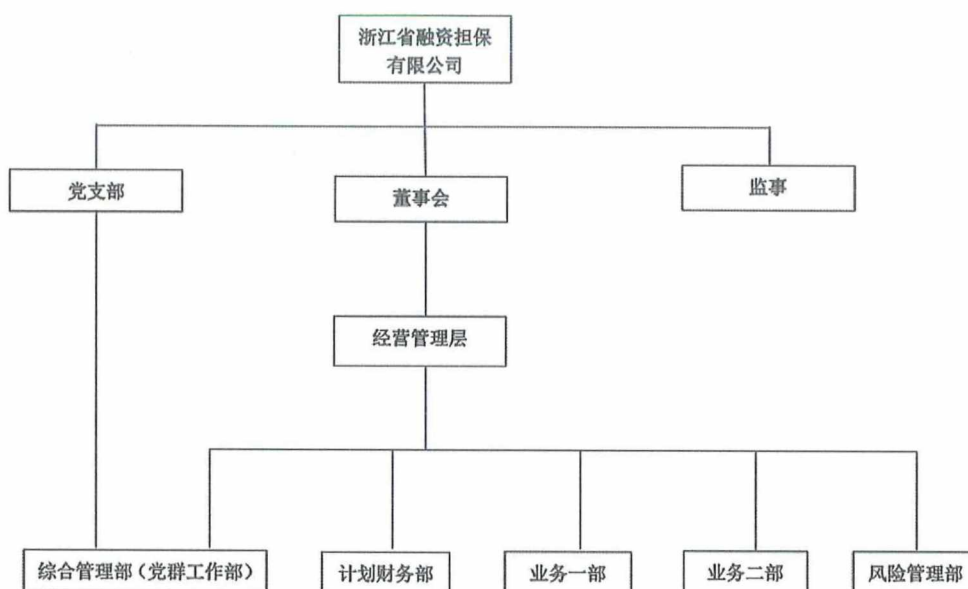 浙江省融资担保
有限公司
党支部
董事会
监事
经营管理层
综合管理部（党群工作部）
计划财务部
业务一部
业务二部
风险管理部